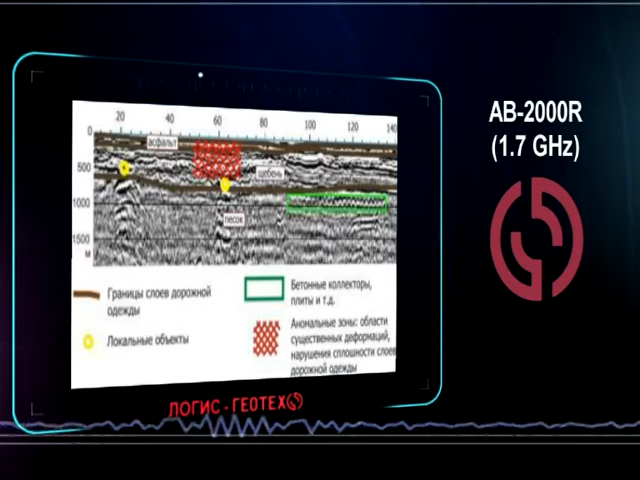 AB-2000R
(1.7 GHz)
20 40 60 80 100 120 140
0
асфальт
щебень
500
1000
песок
1500
м
Границы слоев дорожной
одежды
Локальные объекты
Бетонные коллекторы,
плиты и т.д.
Аномальные зоны: области
существенных деформаций,
нарушения сплошности слоев
дорожной одежды
ЛОГИС - ГЕОТЕХ